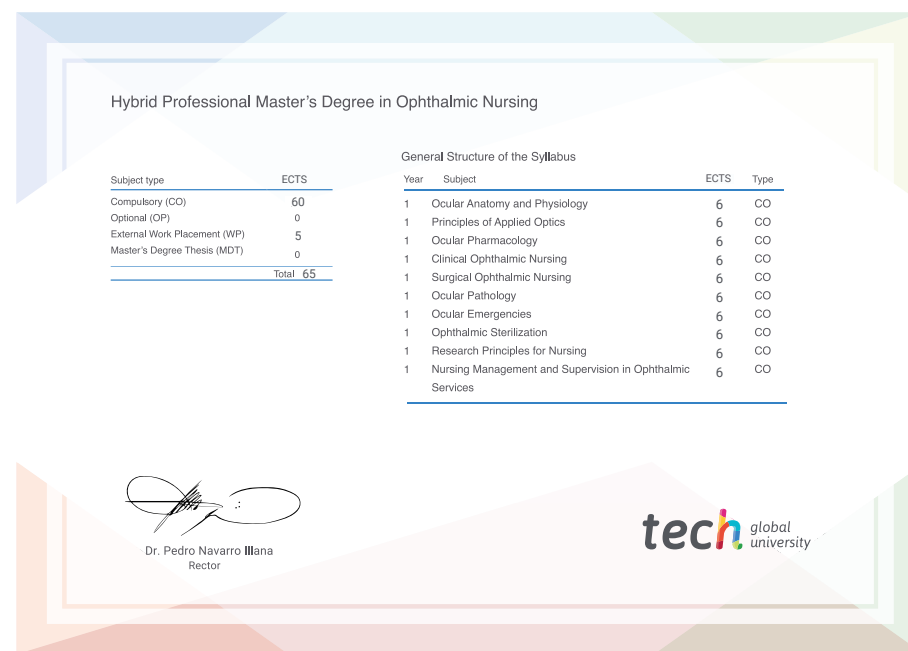 Hybrid Professional Master's Degree in Ophthalmic Nursing
Subject type ECTS
Compulsory (CO) 60
Optional (OP) 0
External Work Placement (WP) 5
Master's Degree Thesis (MDT) 0
Total 65
General Structure of the Syllabus
Year Subject ECTS Type
1 Ocular Anatomy and Physiology 6 CO
1 Principles of Applied Optics 6 CO
1 Ocular Pharmacology 6 CO
1 Clinical Ophthalmic Nursing 6 CO
1 Surgical Ophthalmic Nursing 6 CO
1 Ocular Pathology 6 CO
1 Ocular Emergencies 6 CO
1 Ophthalmic Sterilization 6 CO
1 Research Principles for Nursing 6 CO
1 Nursing Management and Supervision in Ophthalmic 6 CO
Services
Dr. Pedro Navarro Illana
Rector
tech global
university